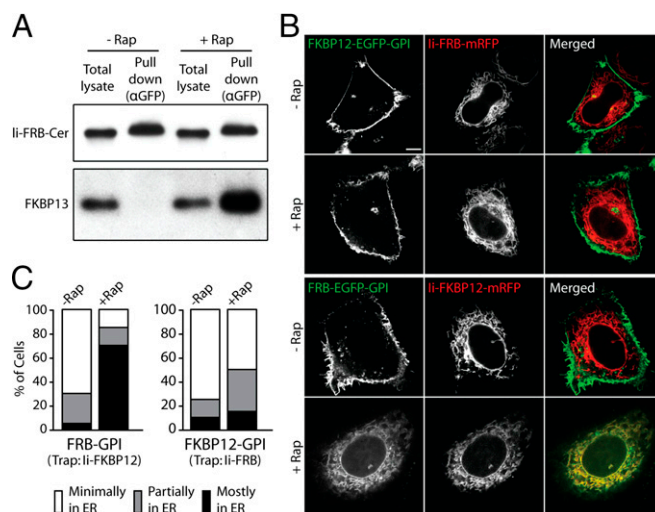 A
- Rap
+ Rap
Total
lysate
Pull
down
(αGFP)
Total
lysate
Pull
down
(αGFP)
Ii-FRB-Cer
FKBP13
B
FKBP12-EGFP-GPI
Ii-FRB-mRFP
Merged
- Rap
+ Rap
FRB-EGFP-GPI
Ii-FKBP12-mRFP
Merged
- Rap
+ Rap
C
-Rap
+Rap
-Rap
+Rap
% of Cells
100
80
60
40
20
0
100
80
60
40
20
0
FRB-GPI
(Trap: Ii-FKBP12)
FKBP12-GPI
(Trap: Ii-FRB)
Minimally
in ER
Partially
in ER
Mostly
in ER